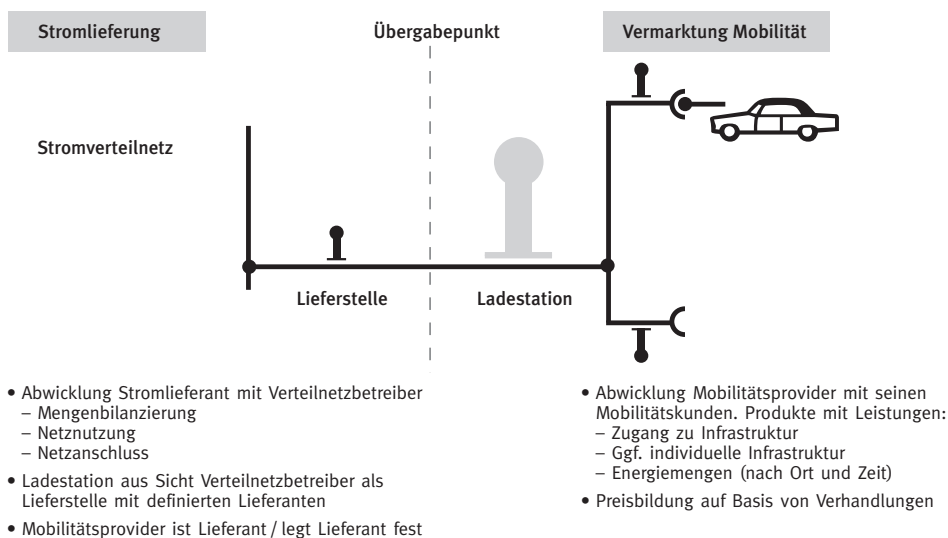 Stromlieferung
Übergabepunkt
Vermarktung Mobilität
Stromverteilnetz
Lieferstelle
Ladestation
• Abwicklung Stromlieferant mit Verteilnetzbetreiber
– Mengenbilanzierung
– Netznutzung
– Netzanschluss
• Ladestation aus Sicht Verteilnetzbetreiber als
Lieferstelle mit definierten Lieferanten
• Mobilitätsprovider ist Lieferant / legt Lieferant fest
• Abwicklung Mobilitätsprovider mit seinen
Mobilitätskunden. Produkte mit Leistungen:
– Zugang zu Infrastruktur
– Ggf. individuelle Infrastruktur
– Energiemengen (nach Ort und Zeit)
• Preisbildung auf Basis von Verhandlungen